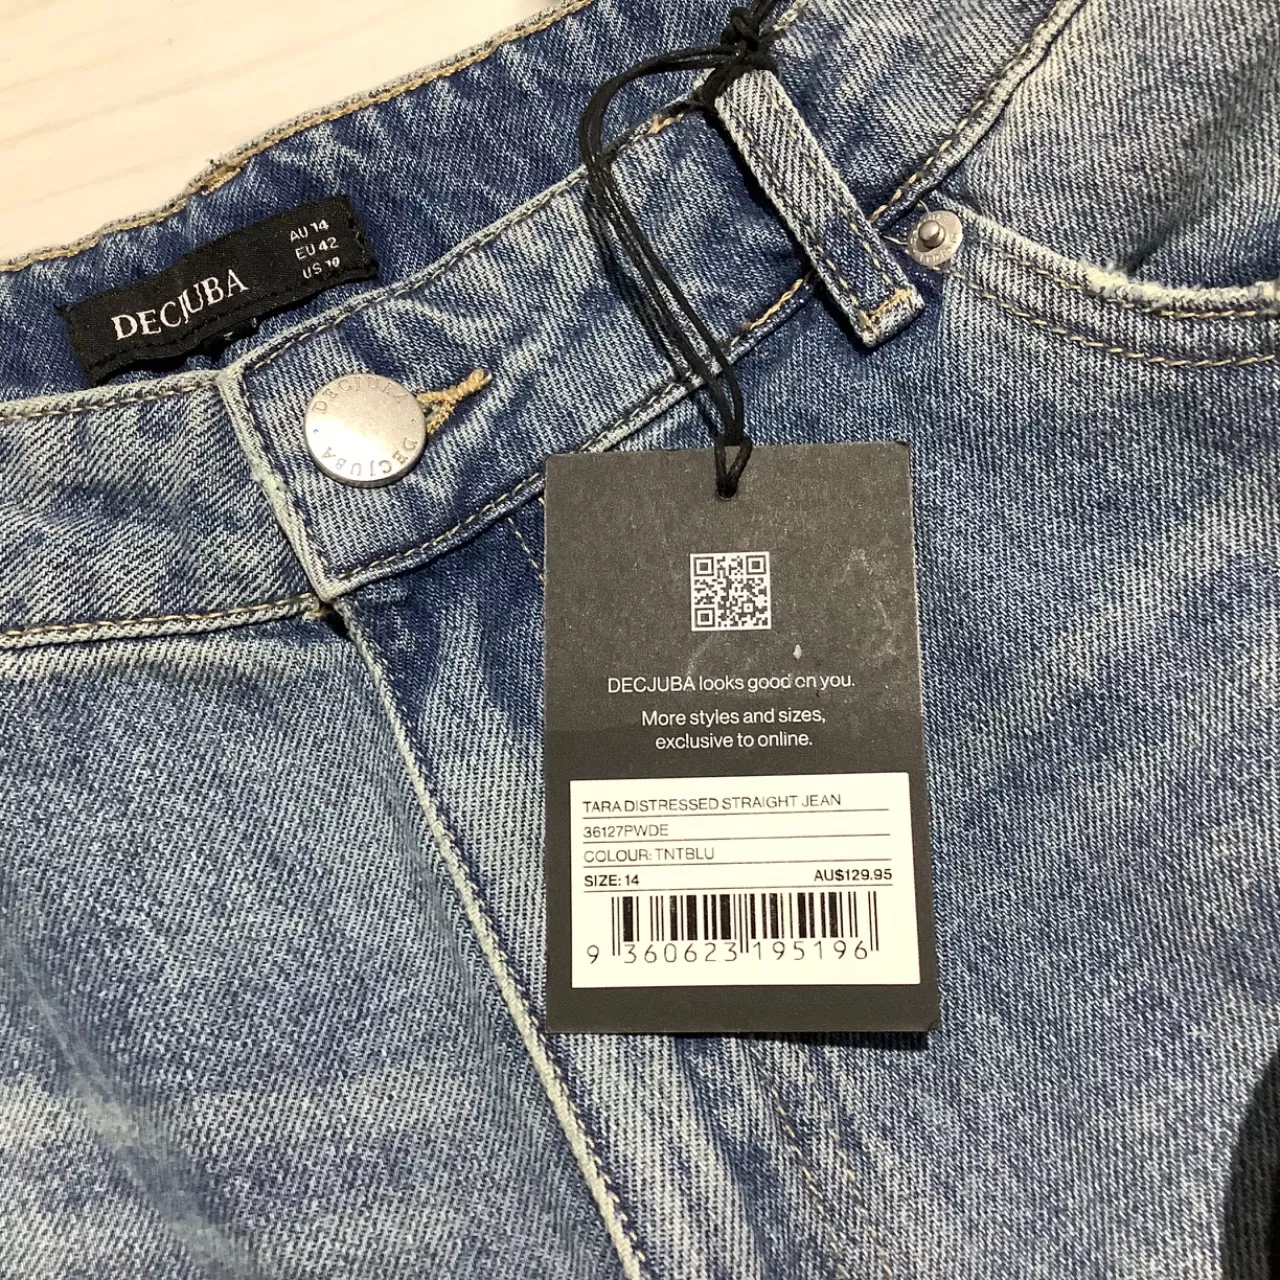 DECJUBA
AU 14
EU 42
US 10
DECJUBA · DECJUBA ·
DECJUBA looks good on you.
More styles and sizes,
exclusive to online.
TARA DISTRESSED STRAIGHT JEAN
36127PWDE
COLOUR: TNTBLU
SIZE: 14 AU$129.95
9 360623 195196